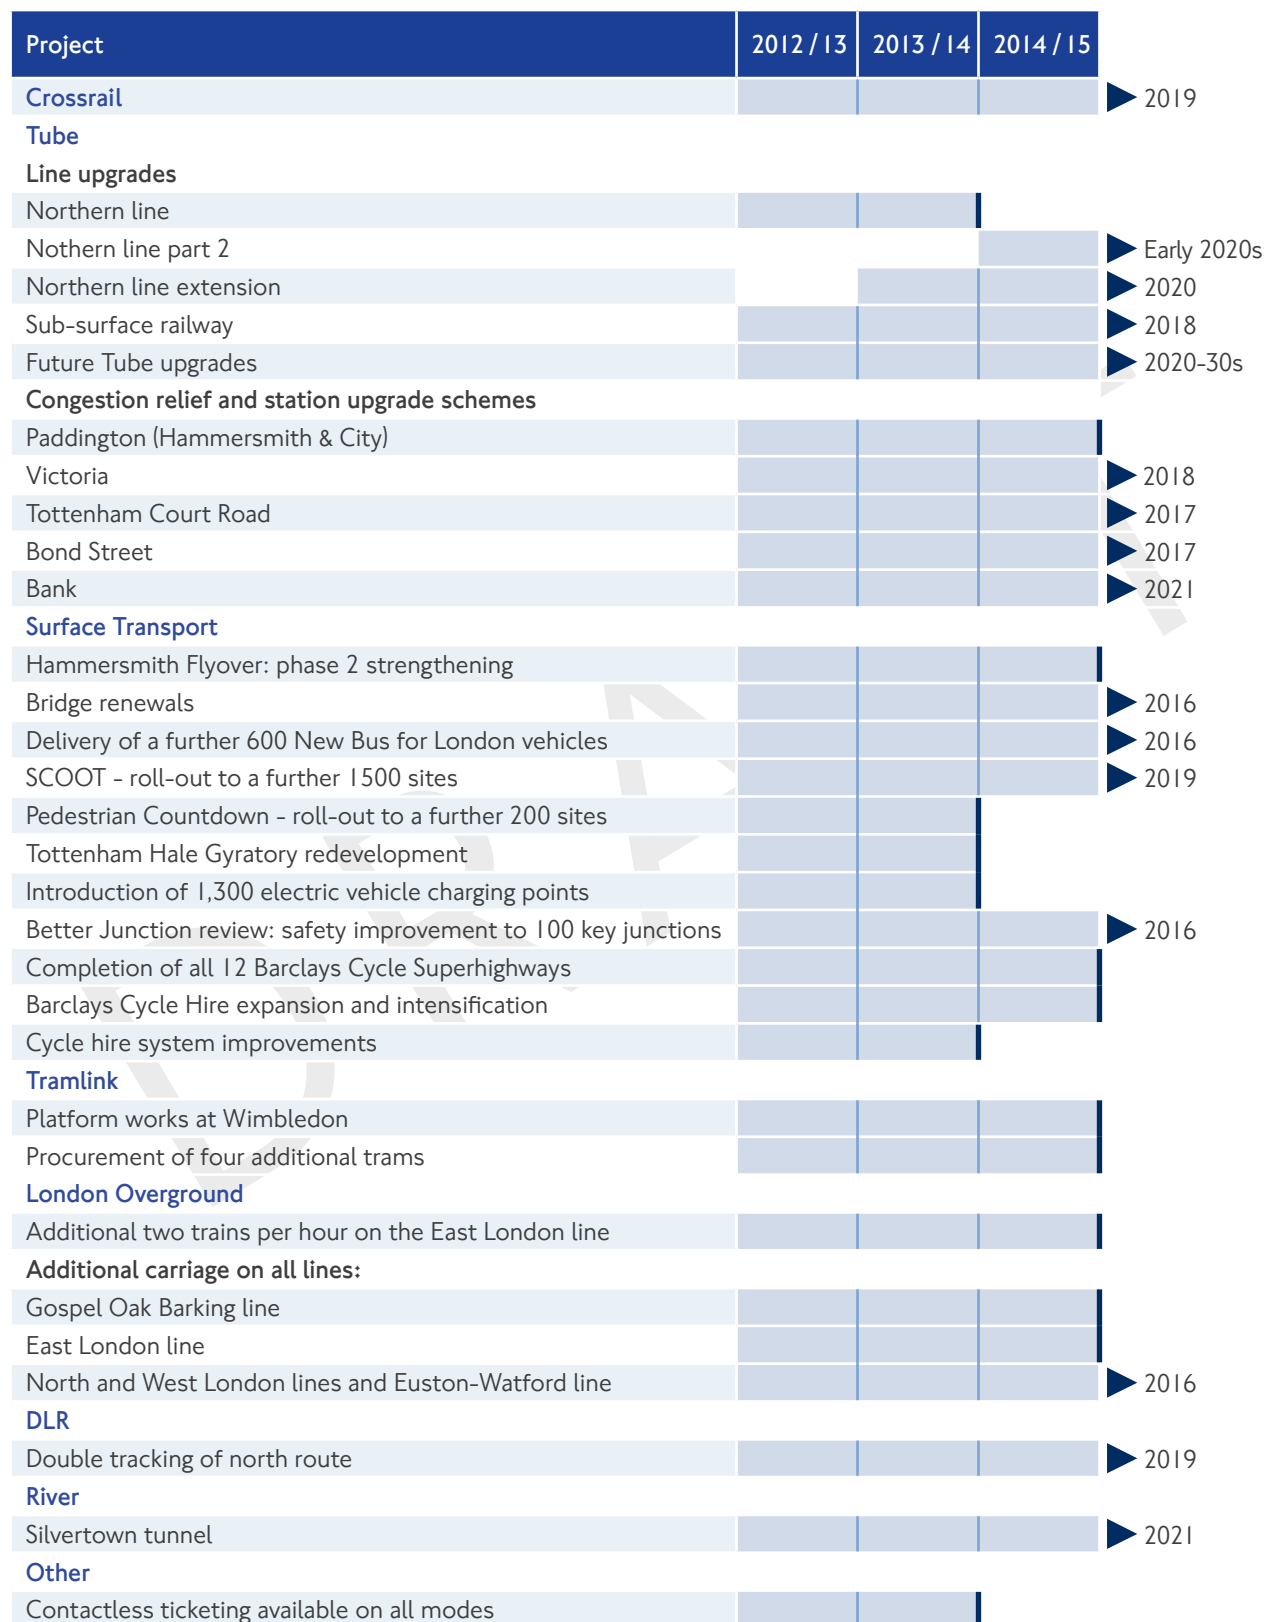 Project 2012/13 2013/14 2014/15
Crossrail 2019
Tube
Line upgrades
Northern line
Nothern line part 2 Early 2020s
Northern line extension 2020
Sub-surface railway 2018
Future Tube upgrades 2020-30s
Congestion relief and station upgrade schemes
Paddington (Hammersmith & City)
Victoria 2018
Tottenham Court Road 2017
Bond Street 2017
Bank 2021
Surface Transport
Hammersmith Flyover: phase 2 strengthening
Bridge renewals 2016
Delivery of a further 600 New Bus for London vehicles 2016
SCOOT - roll-out to a further 1500 sites 2019
Pedestrian Countdown - roll-out to a further 200 sites
Tottenham Hale Gyratory redevelopment
Introduction of 1,300 electric vehicle charging points
Better Junction review: safety improvement to 100 key junctions 2016
Completion of all 12 Barclays Cycle Superhighways
Barclays Cycle Hire expansion and intensification
Cycle hire system improvements
Tramlink
Platform works at Wimbledon
Procurement of four additional trams
London Overground
Additional two trains per hour on the East London line
Additional carriage on all lines:
Gospel Oak Barking line
East London line
North and West London lines and Euston-Watford line 2016
DLR
Double tracking of north route 2019
River
Silvertown tunnel 2021
Other
Contactless ticketing available on all modes